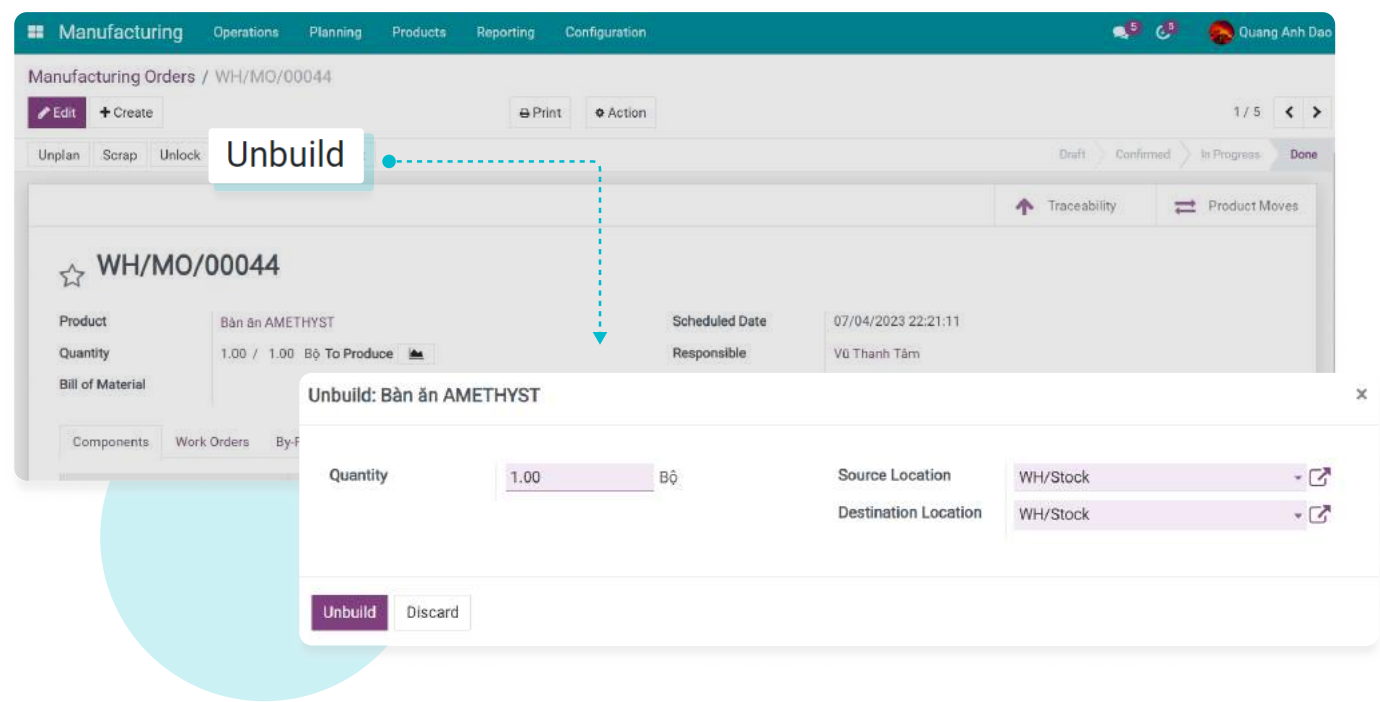 Manufacturing Operations Planning Products Reporting Configuration 5 5 Quang Anh Dao
Manufacturing Orders / WH/MO/00044
Edit + Create Print Action 1 / 5
Unplan Scrap Unlock Unbuild Draft Confirmed In Progress Done
Traceability Product Moves
WH/MO/00044
Product Bàn ăn AMETHYST Scheduled Date 07/04/2023 22:21:11
Quantity 1.00 / 1.00 Bộ To Produce Responsible Vũ Thanh Tâm
Bill of Material
Components Work Orders
Unbuild: Bàn ăn AMETHYST ×
Quantity 1.00 Bộ Source Location WH/Stock
Destination Location WH/Stock
Unbuild Discard